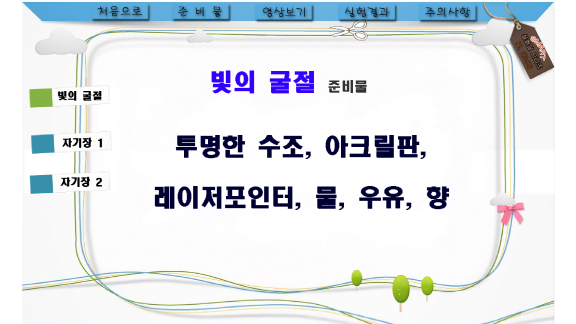 처음으로 준 비 물 영상보기 실험결과 주의사항
빛의 굴절 준비물
빛의 굴절
자기장 1
자기장 2
투명한 수조, 아크릴판,
레이저포인터, 물, 우유, 향